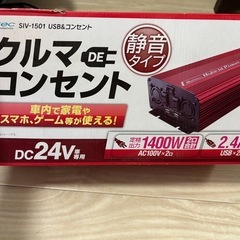 SIV-1501 USB&コンセント
クルマ DE
コンセント
静音
タイプ
車内で家電や
スマホ、ゲーム等が使える!
DC24V車専用
定格出力 1400W
AC100V×2口
2.4
USB×2